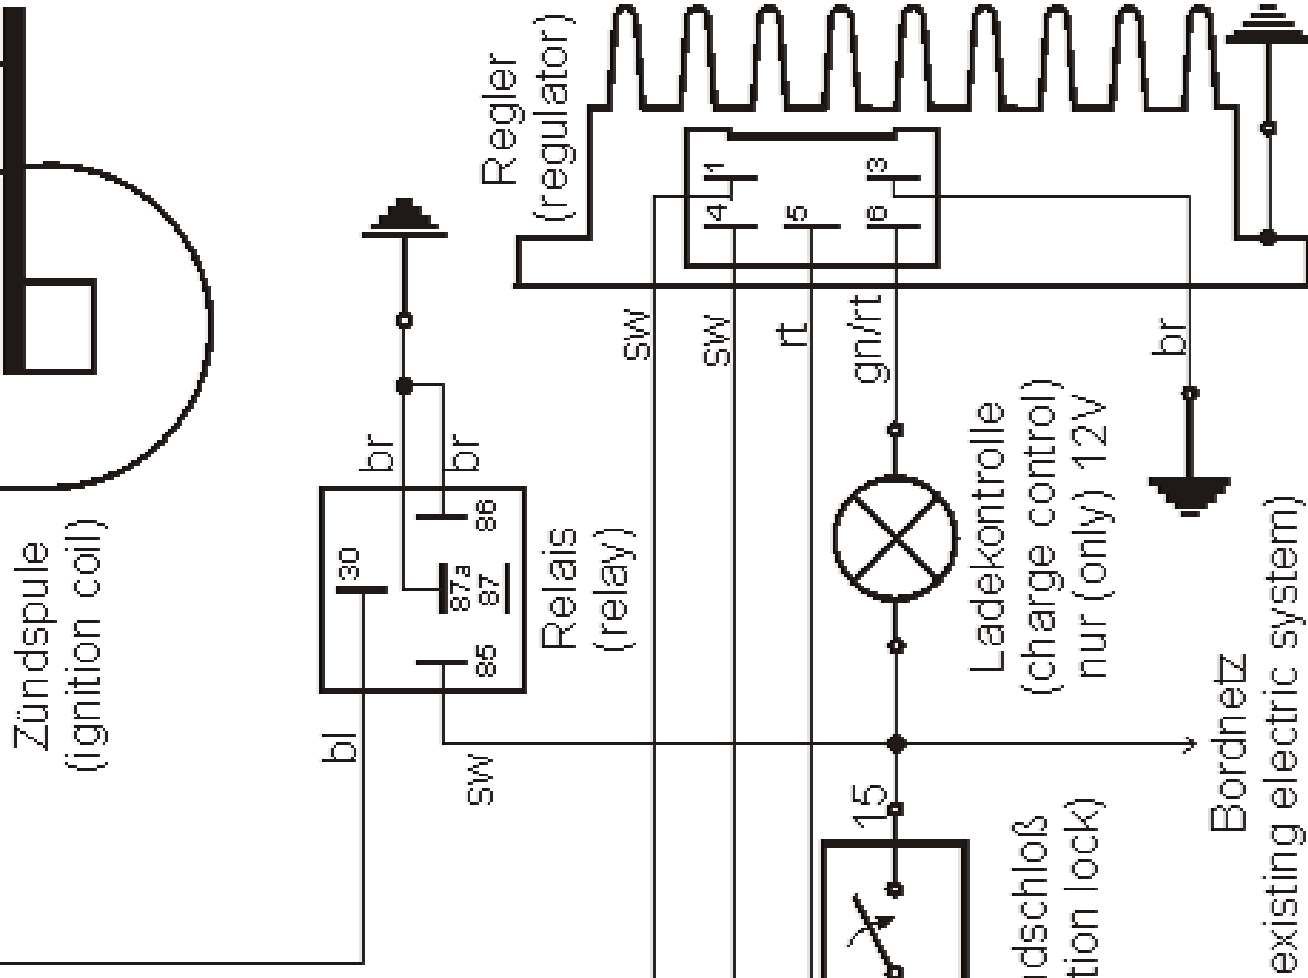 Zündspule
(ignition coil)
Regler
(regulator)
1
3
4
5
6
sw
sw
rt
gn/rt
br
br
br
30
86
87a
87
85
Relais
(relay)
bl
sw
Ladekontrolle
(charge control)
nur (only) 12V
15
Bordnetz
existing electric system)
ndschloß
tion lock)